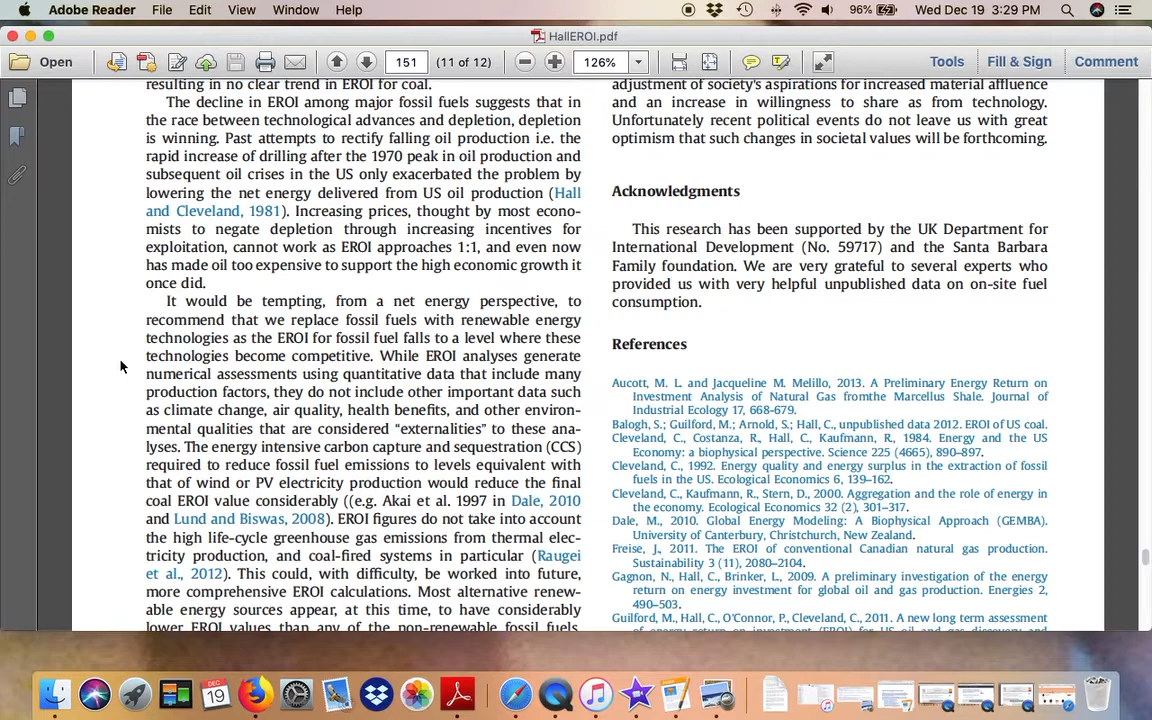 Adobe Reader File Edit View Window Help 96% Wed Dec 19 3:29 PM
HallEROI.pdf
Open 151 (11 of 12) 126% Tools Fill & Sign Comment
resulting in no clear trend in EROI for coal.
The decline in EROI among major fossil fuels suggests that in
the race between technological advances and depletion, depletion
is winning. Past attempts to rectify falling oil production i.e. the
rapid increase of drilling after the 1970 peak in oil production and
subsequent oil crises in the US only exacerbated the problem by
lowering the net energy delivered from US oil production (Hall
and Cleveland, 1981). Increasing prices, thought by most econo-
mists to negate depletion through increasing incentives for
exploitation, cannot work as EROI approaches 1:1, and even now
has made oil too expensive to support the high economic growth it
once did.
It would be tempting, from a net energy perspective, to
recommend that we replace fossil fuels with renewable energy
technologies as the EROI for fossil fuel falls to a level where these
technologies become competitive. While EROI analyses generate
numerical assessments using quantitative data that include many
production factors, they do not include other important data such
as climate change, air quality, health benefits, and other environ-
mental qualities that are considered “externalities” to these ana-
lyses. The energy intensive carbon capture and sequestration (CCS)
required to reduce fossil fuel emissions to levels equivalent with
that of wind or PV electricity production would reduce the final
coal EROI value considerably ((e.g. Akai et al. 1997 in Dale, 2010
and Lund and Biswas, 2008). EROI figures do not take into account
the high life-cycle greenhouse gas emissions from thermal elec-
tricity production, and coal-fired systems in particular (Raugei
et al., 2012). This could, with difficulty, be worked into future,
more comprehensive EROI calculations. Most alternative renew-
able energy sources appear, at this time, to have considerably
lower EROI values than any of the non-renewable fossil fuels.
adjustment of society's aspirations for increased material affluence
and an increase in willingness to share as from technology.
Unfortunately recent political events do not leave us with great
optimism that such changes in societal values will be forthcoming.
Acknowledgments
This research has been supported by the UK Department for
International Development (No. 59717) and the Santa Barbara
Family foundation. We are very grateful to several experts who
provided us with very helpful unpublished data on on-site fuel
consumption.
References
Aucott, M. L. and Jacqueline M. Melillo, 2013. A Preliminary Energy Return on
Investment Analysis of Natural Gas fromthe Marcellus Shale. Journal of
Industrial Ecology 17, 668-679.
Balogh, S.; Guilford, M.; Arnold, S.; Hall, C., unpublished data 2012. EROI of US coal.
Cleveland, C., Costanza, R., Hall, C., Kaufmann, R., 1984. Energy and the US
Economy: a biophysical perspective. Science 225 (4665), 890–897.
Cleveland, C., 1992. Energy quality and energy surplus in the extraction of fossil
fuels in the US. Ecological Economics 6, 139–162.
Cleveland, C., Kaufmann, R., Stern, D., 2000. Aggregation and the role of energy in
the economy. Ecological Economics 32 (2), 301–317.
Dale, M., 2010. Global Energy Modeling: A Biophysical Approach (GEMBA).
University of Canterbury, Christchurch, New Zealand.
Freise, J., 2011. The EROI of conventional Canadian natural gas production.
Sustainability 3 (11), 2080–2104.
Gagnon, N., Hall, C., Brinker, L., 2009. A preliminary investigation of the energy
return on energy investment for global oil and gas production. Energies 2,
490–503.
Guilford, M., Hall, C., O'Connor, P., Cleveland, C., 2011. A new long term assessment
of energy return on investment (EROI) for US oil and gas discovery and
DEC
19